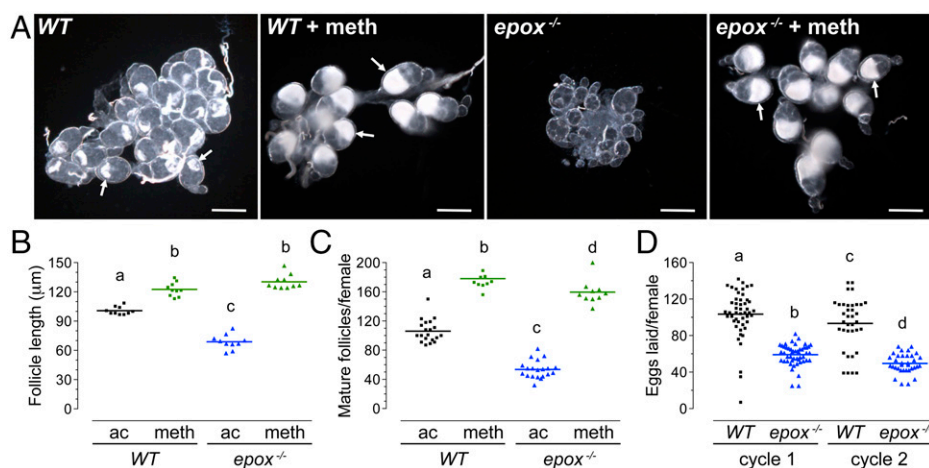 A WT WT + meth epox-/- epox-/- + meth
B C D
Follicle length (µm)
150
120
90
60
30
0
a b c b
ac meth ac meth
WT epox-/-
Mature follicles/female
200
160
120
80
40
0
a b c d
ac meth ac meth
WT epox-/-
Eggs laid/female
160
120
80
40
0
a b c d
WT epox-/- WT epox-/-
cycle 1 cycle 2